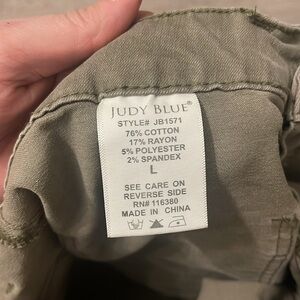 JUDY BLUE®
STYLE# JB1571
76% COTTON
17% RAYON
5% POLYESTER
2% SPANDEX
L
SEE CARE ON
REVERSE SIDE
RN# 116380
MADE IN CHINA